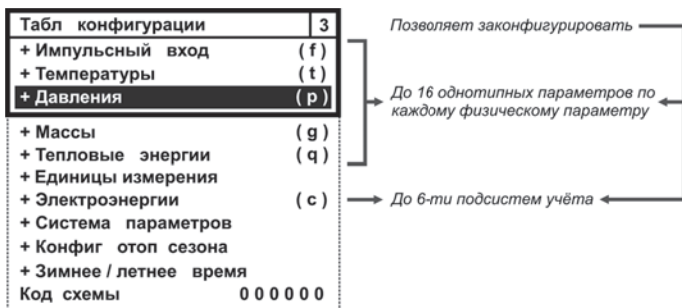 Табл конфигурации 3
+ Импульсный вход (f)
+ Температуры (t)
+ Давления (p)
+ Массы (g)
+ Тепловые энергии (q)
+ Единицы измерения
+ Электроэнергии (c)
+ Система параметров
+ Конфиг отоп сезона
+ Зимнее / летнее время
Код схемы 000000
Позволяет законфигурировать
До 16 однотипных параметров по
каждому физическому параметру
До 6-ти подсистем учёта